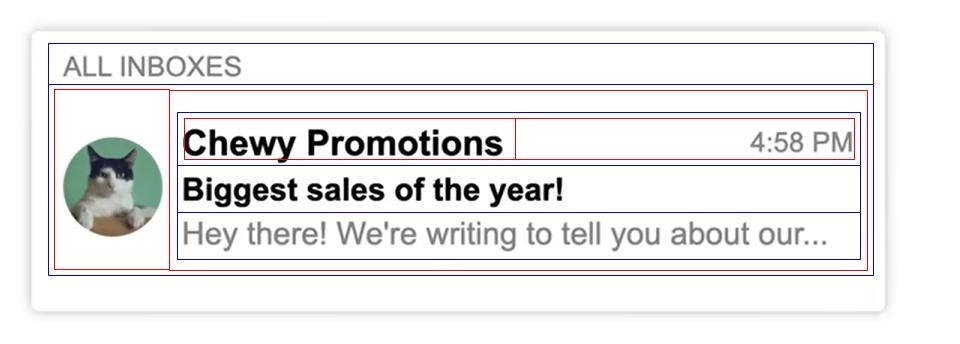 ALL INBOXES
Chewy Promotions 4:58 PM
Biggest sales of the year!
Hey there! We're writing to tell you about our...